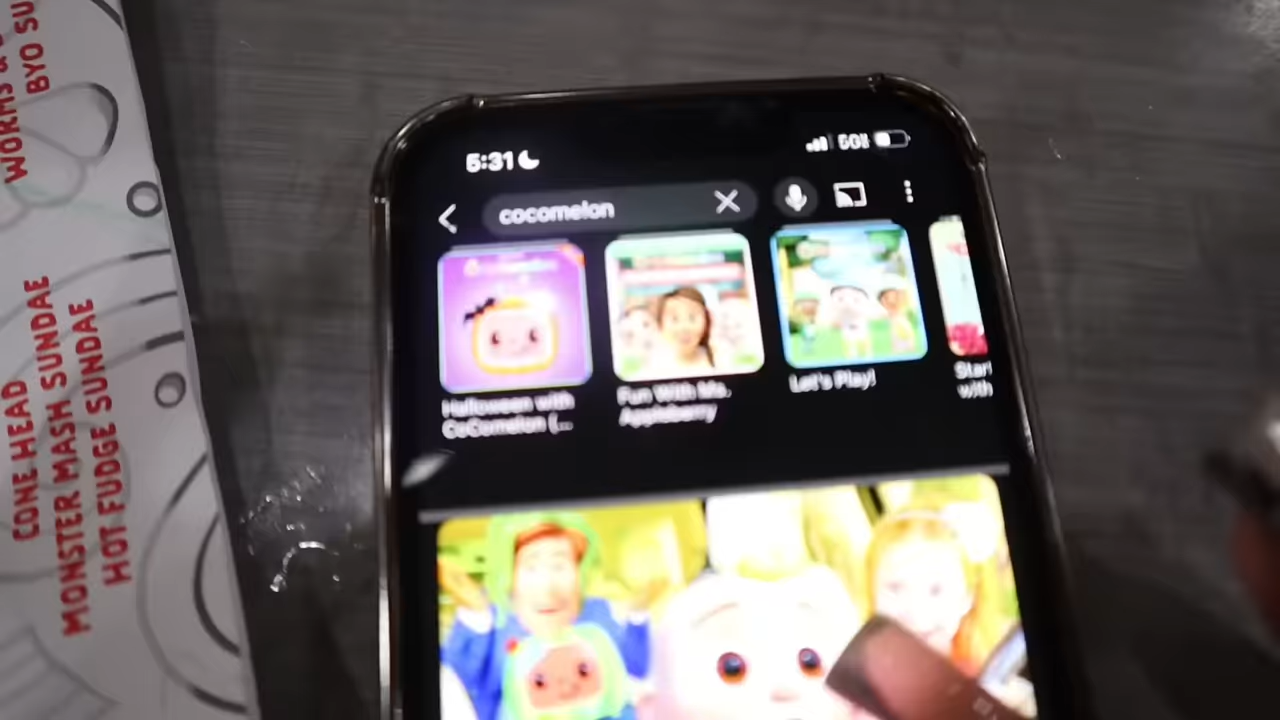 WORMS &
BYO SU
CONE HEAD
MONSTER MASH SUNDAE
HOT FUDGE SUNDAE
5:31
cocomelon
Halloween with
CoComelon (...
Fun With Ms.
Appleberry
Let's Play!
with